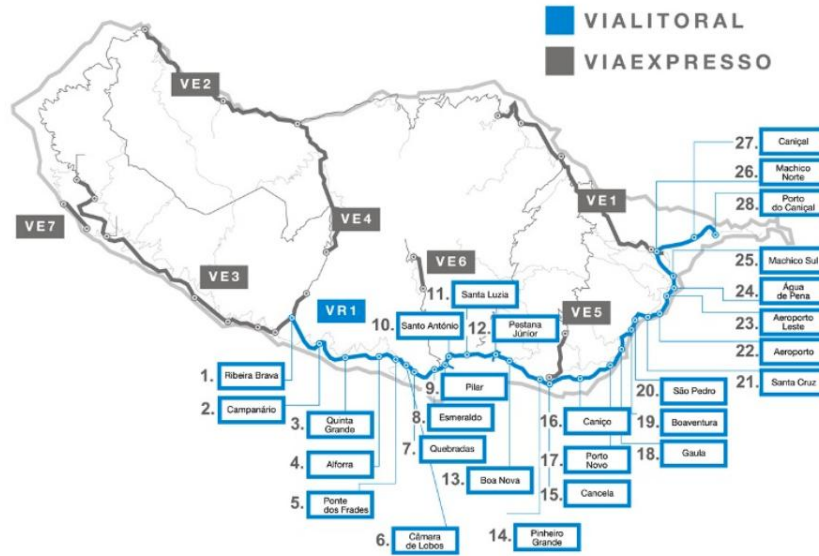 VIALITORAL
VIAEXPRESSO
VE2
VE1
VE4
VE7
VE6
VE3
VR1
VE5
1. Ribeira Brava
2. Campanário
3. Quinta
Grande
4. Alforra
5. Ponte
dos Frades
6. Câmara
de Lobos
7. Quebradas
8. Esmeraldo
9. Pilar
10. Santo António
11. Santa Luzia
12. Pestana
Júnior
13. Boa Nova
14. Pinheiro
Grande
15. Cancela
16. Caniço
17. Porto
Novo
18. Gaula
19. Boaventura
20. São Pedro
21. Santa Cruz
22. Aeroporto
23. Aeroporto
Leste
24. Água
de Pena
25. Machico Sul
26. Machico
Norte
27. Caniçal
28. Porto
do Caniçal